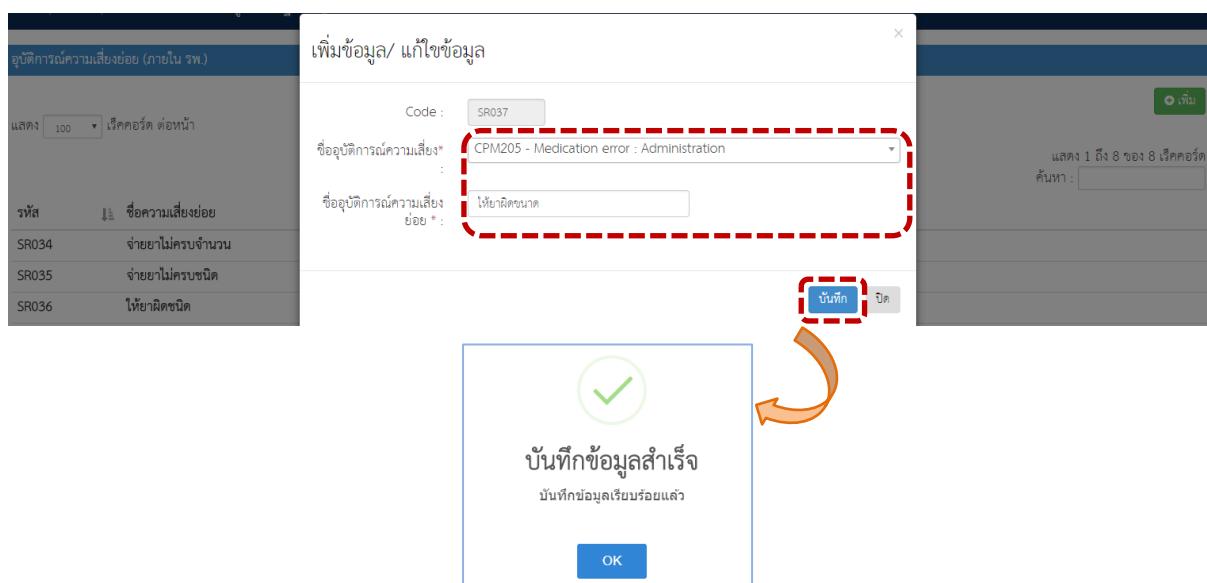 เพิ่มข้อมูล/ แก้ไขข้อมูล
×
อุบัติการณ์ความเสี่ยงย่อย (ภายใน รพ.)
เพิ่ม
Code :
SR037
แสดง 100 เร็คคอร์ด ต่อหน้า
ชื่ออุบัติการณ์ความเสี่ยง* :
CPM205 - Medication error : Administration
แสดง 1 ถึง 8 ของ 8 เร็คคอร์ด
ค้นหา :
ชื่ออุบัติการณ์ความเสี่ยง
ย่อย * :
ให้ยาผิดขนาด
รหัส ชื่อความเสี่ยงย่อย
SR034 จ่ายยาไม่ครบจำนวน
SR035 จ่ายยาไม่ครบชนิด
SR036 ให้ยาผิดชนิด
บันทึก ปิด
บันทึกข้อมูลสำเร็จ
บันทึกข้อมูลเรียบร้อยแล้ว
OK